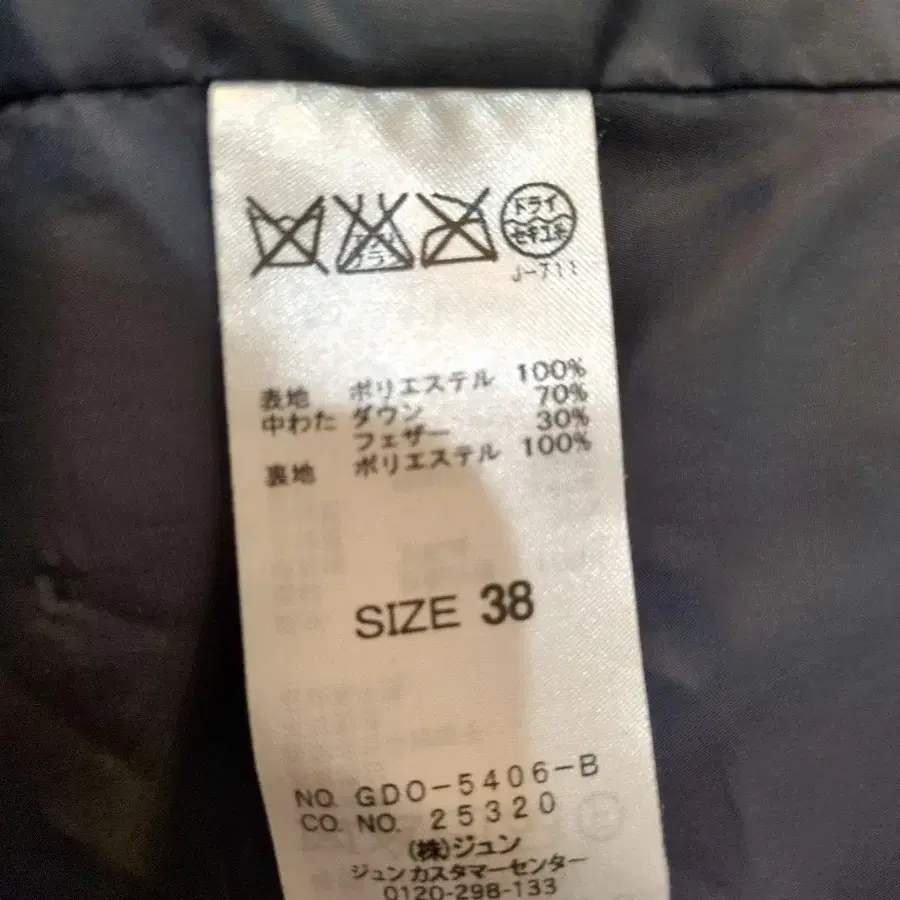 ドライ
セキユ系
J-711
表地 ポリエステル 100%
中わた ダウン 70%
フェザー 30%
裏地 ポリエステル 100%
SIZE 38
NO. GDO-5406-B
CO. NO. 25320
(株)ジュン
ジュンカスタマーセンター
0120-298-133